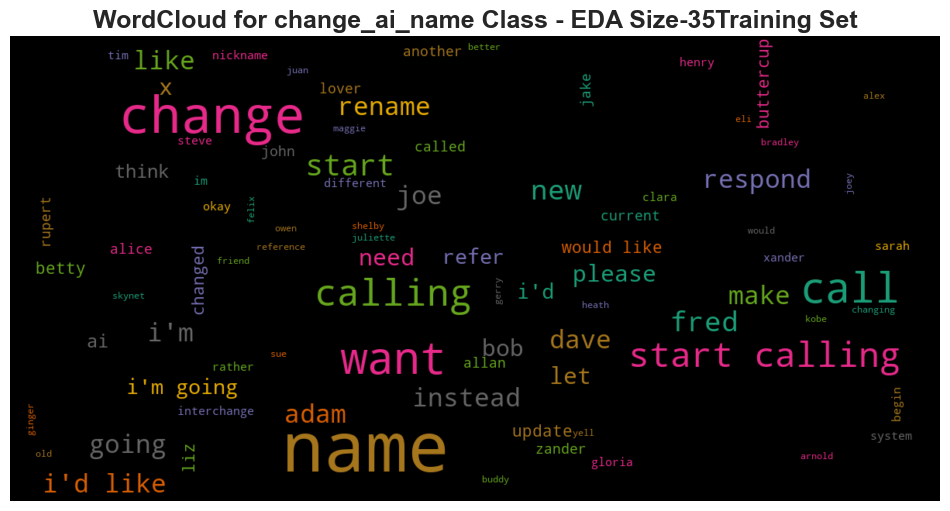 WordCloud for change_ai_name Class - EDA Size-35Training Set
tim
like
nickname
another
better
henry
buttercup
x
juan
lover
jake
alex
change
rename
maggie
eli
steve
john
called
bradley
think
start
im
different
joe
new
respond
joey
clara
okay
felix
rupert
owen
shelby
juliette
current
would
alice
reference
need
refer
would like
sarah
betty
changed
friend
please
xander
skynet
calling
gerry
i'd
heath
make
call
changing
ai
i'm
fred
kobe
sue
want
bob
dave
start calling
rather
allan
let
i'm going
instead
begin
ginger
interchange
adam
going
liz
name
update
yell
zander
system
old
gloria
arnold
i'd like
buddy